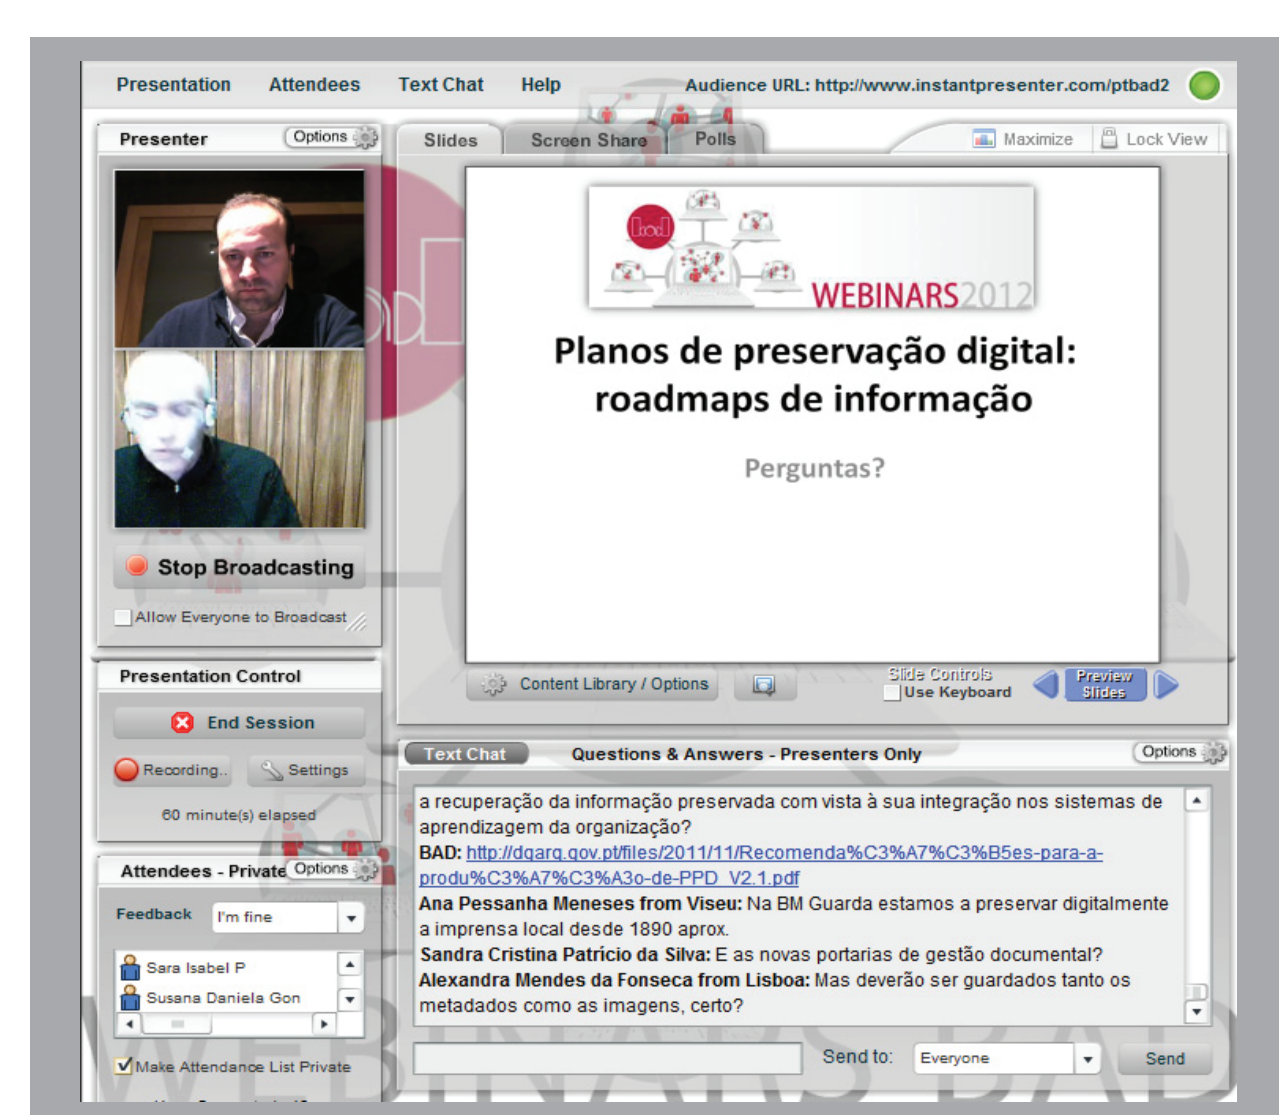 Presentation Attendees Text Chat Help Audience URL: http://www.instantpresenter.com/ptbad2
Presenter Options
Slides Screen Share Polls Maximize Lock View
bad
WEBINARS2012
Planos de preservação digital:
roadmaps de informação
Perguntas?
Stop Broadcasting
Allow Everyone to Broadcast
Presentation Control
End Session
Recording.. Settings
60 minute(s) elapsed
Content Library / Options
Slide Controls
Use Keyboard
Preview
Slides
Attendees - Private Options
Feedback I'm fine
Sara Isabel P
Susana Daniela Gon
Make Attendance List Private
Text Chat Questions & Answers - Presenters Only Options
a recuperação da informação preservada com vista à sua integração nos sistemas de
aprendizagem da organização?
BAD: http://dgarq.gov.pt/files/2011/11/Recomenda%C3%A7%C3%B5es-para-a-
produ%C3%A7%C3%A3o-de-PPD_V2.1.pdf
Ana Pessanha Meneses from Viseu: Na BM Guarda estamos a preservar digitalmente
a imprensa local desde 1890 aprox.
Sandra Cristina Patrício da Silva: E as novas portarias de gestão documental?
Alexandra Mendes da Fonseca from Lisboa: Mas deverão ser guardados tanto os
metadados como as imagens, certo?
Send to: Everyone Send
WEBINARS BAD